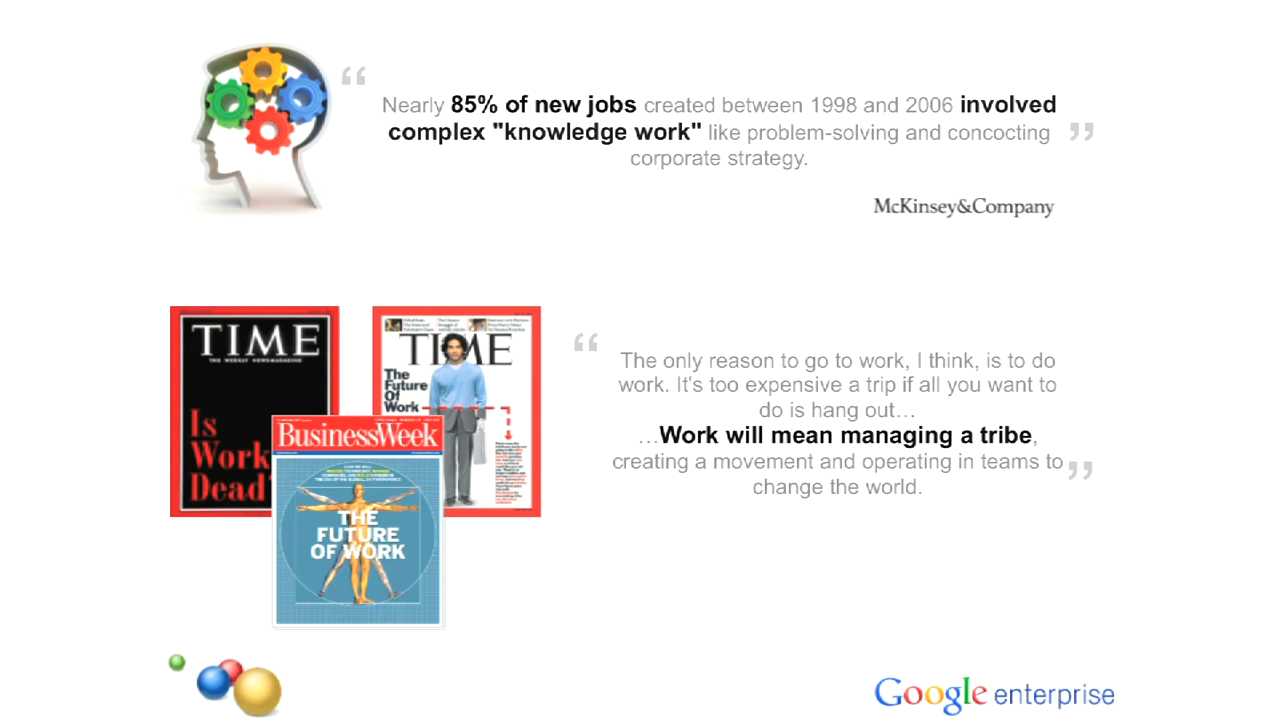 Nearly 85% of new jobs created between 1998 and 2006 involved
complex "knowledge work" like problem-solving and concocting
corporate strategy.
McKinsey&Company
TIME
THE WEEKLY NEWSMAGAZINE
Is
Work
Dead?
TIME
The
Future
Of
Work
BusinessWeek
THE
FUTURE
OF WORK
The only reason to go to work, I think, is to do
work. It's too expensive a trip if all you want to
do is hang out…
…Work will mean managing a tribe,
creating a movement and operating in teams to
change the world.
Google enterprise